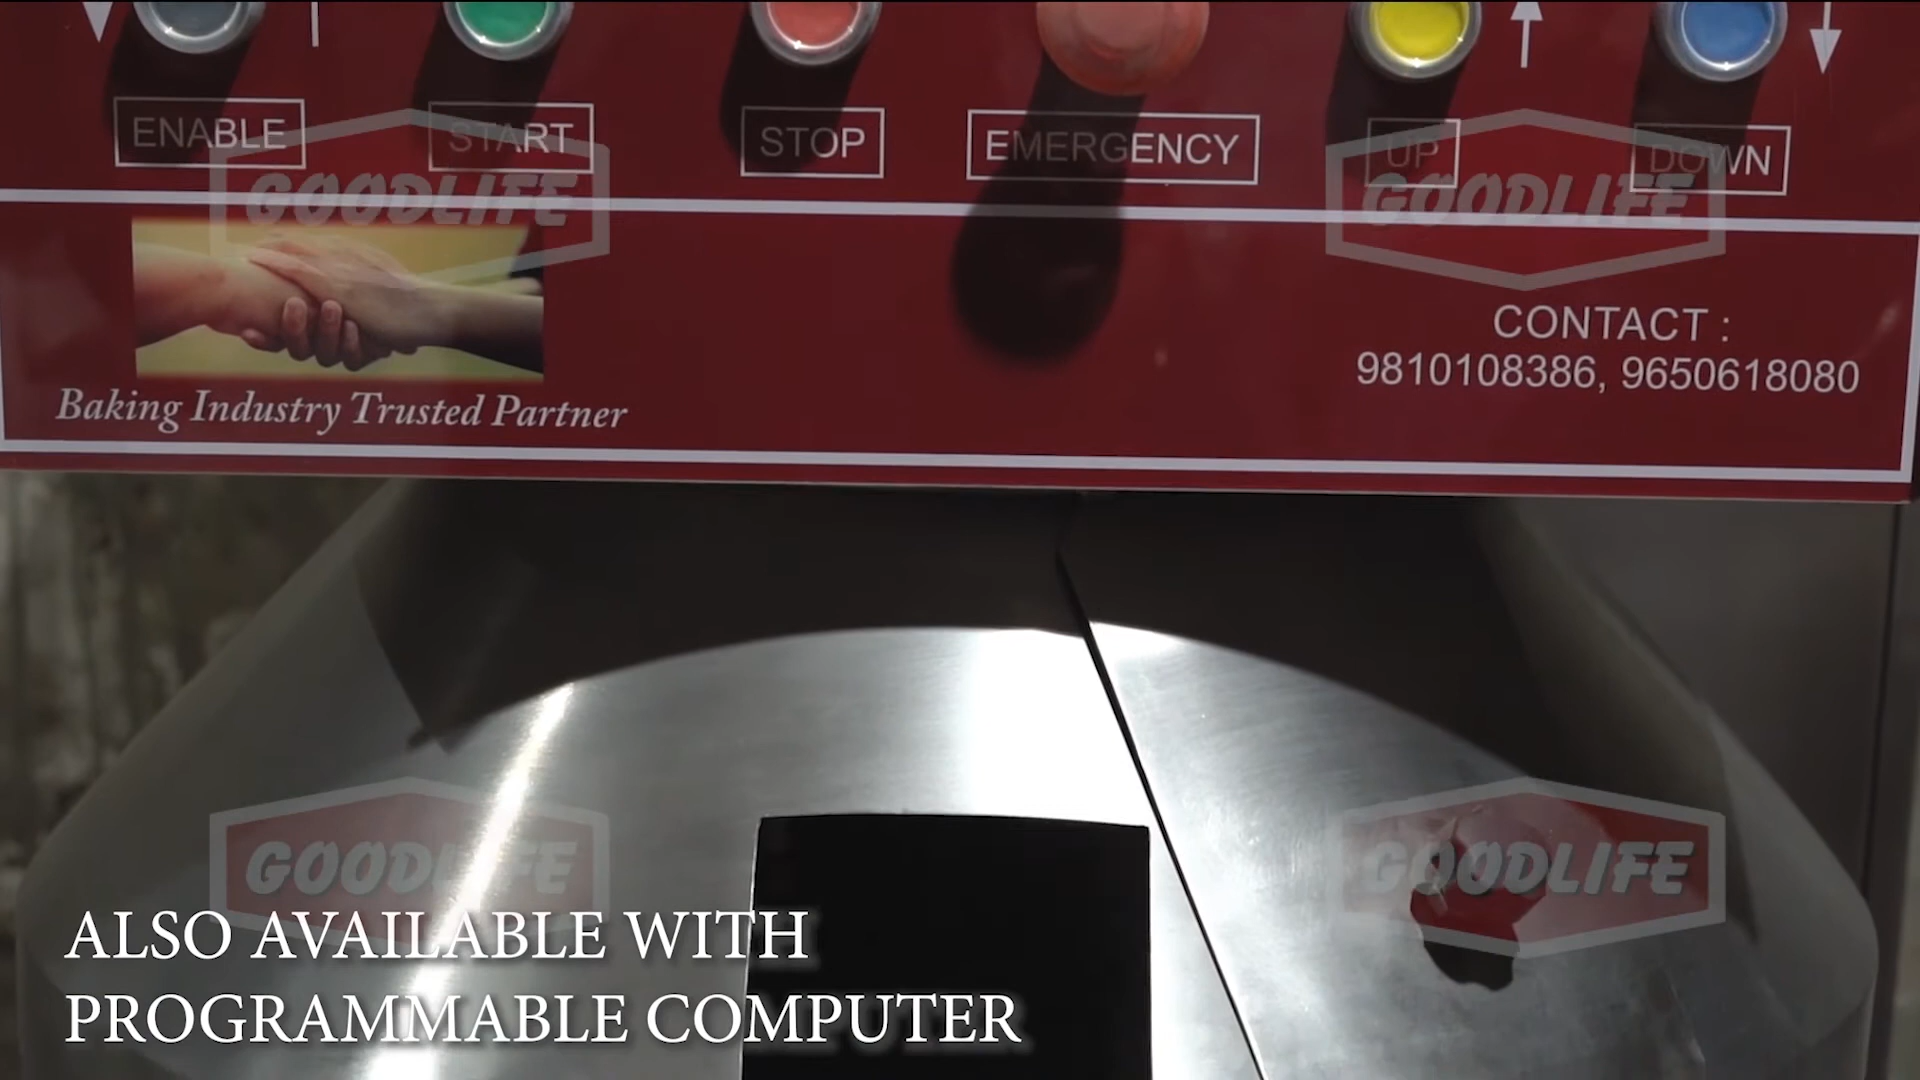 ENABLE
START
STOP
EMERGENCY
UP
DOWN
GOODLIFE
GOODLIFE
CONTACT :
9810108386, 9650618080
Baking Industry Trusted Partner
GOODLIFE
GOODLIFE
ALSO AVAILABLE WITH
PROGRAMMABLE COMPUTER